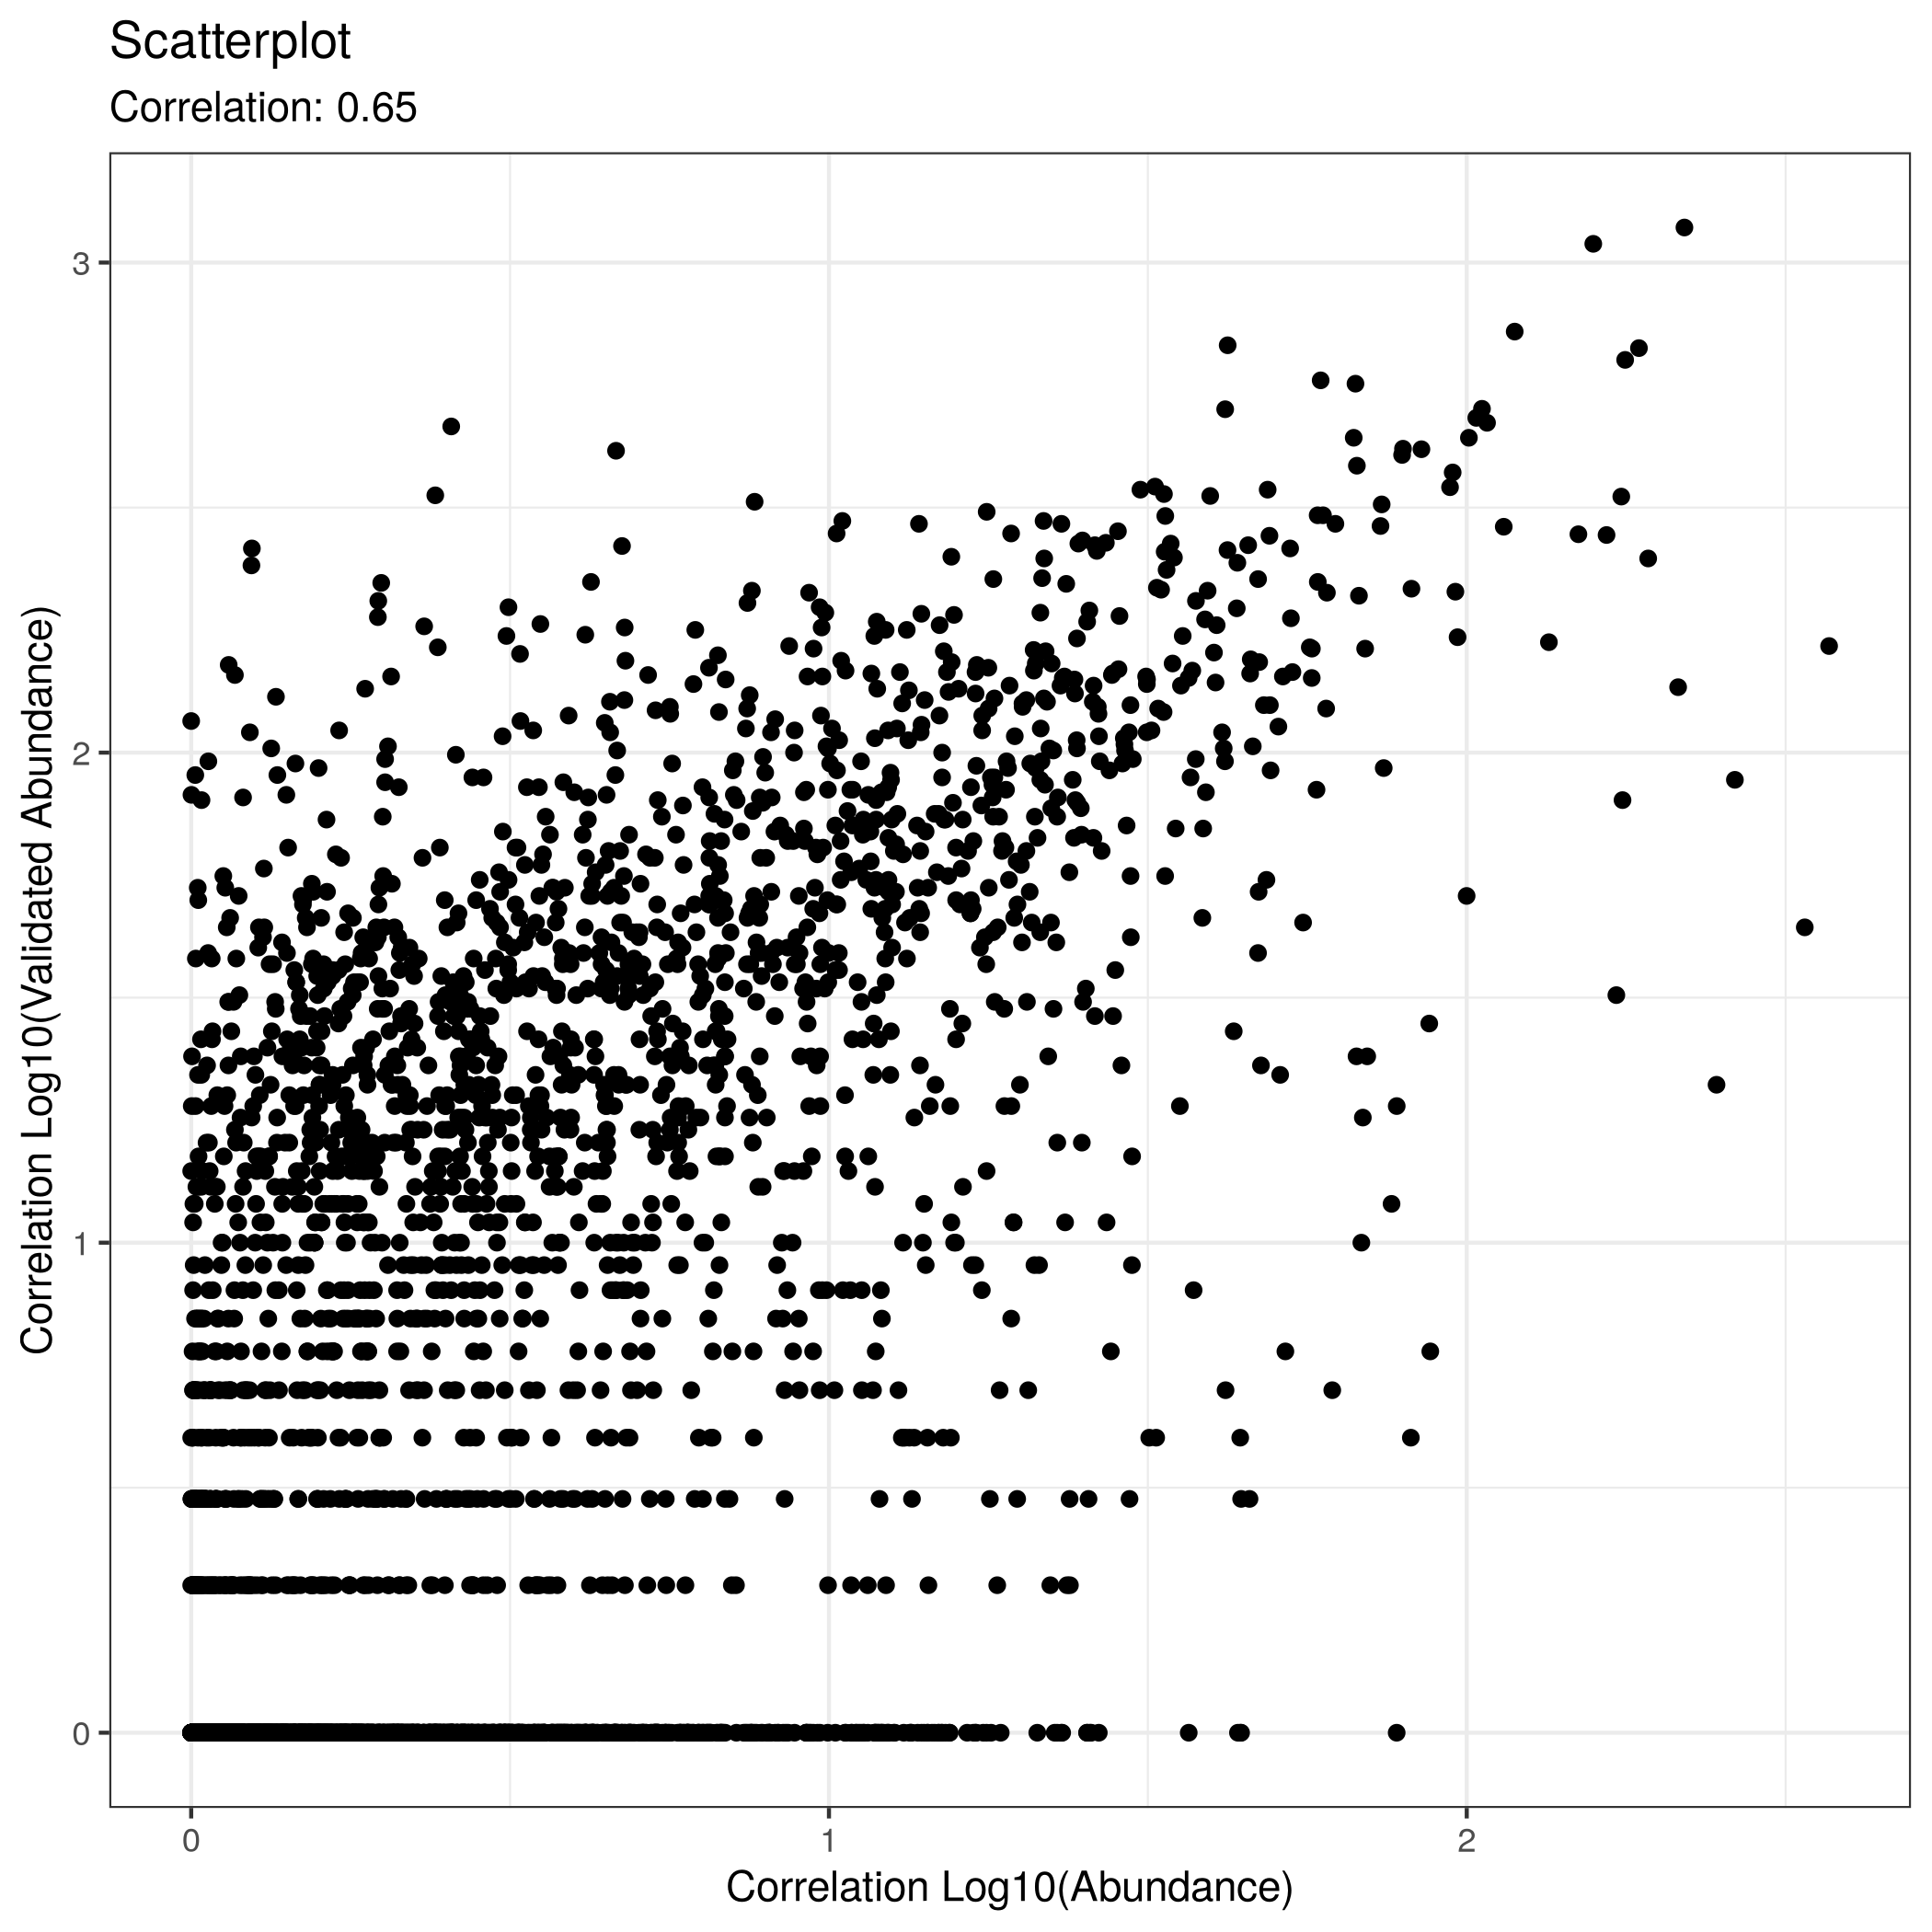 Scatterplot
Correlation: 0.65
Correlation Log10(Validated Abundance)
3
2
1
0
0
1
2
Correlation Log10(Abundance)